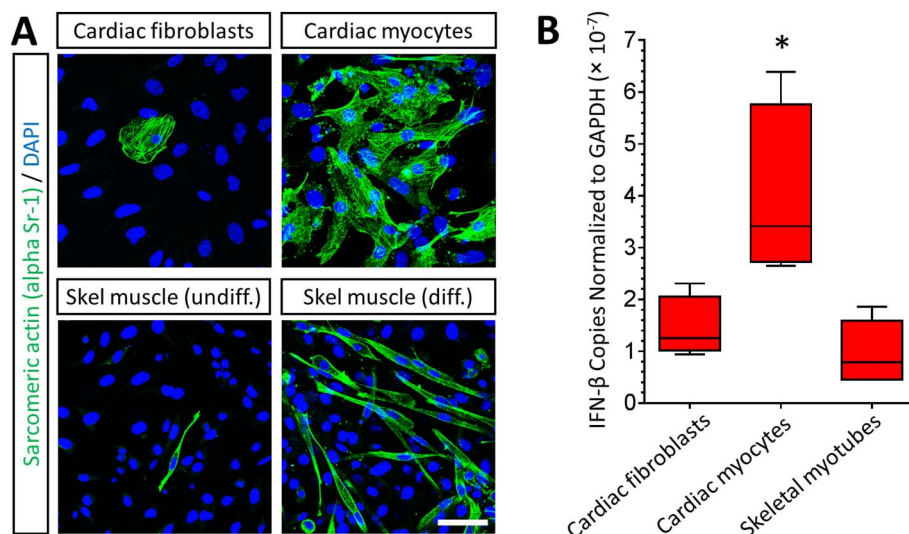 A
Cardiac fibroblasts
Cardiac myocytes
Sarcomeric actin (alpha Sr-1) / DAPI
Skel muscle (undiff.)
Skel muscle (diff.)
B
IFN-β Copies Normalized to GAPDH (× 10⁻⁷)
*
7
6
5
4
3
2
1
0
Cardiac fibroblasts
Cardiac myocytes
Skeletal myotubes